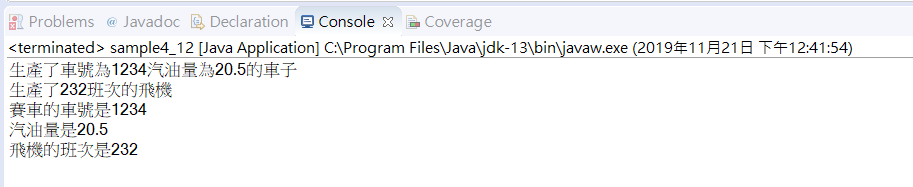 Problems @ Javadoc Declaration Console Coverage
<terminated> sample4_12 [Java Application] C:\Program Files\Java\jdk-13\bin\javaw.exe (2019年11月21日 下午12:41:54)
生產了車號為1234汽油量為20.5的車子
生產了232班次的飛機
賽車的車號是1234
汽油量是20.5
飛機的班次是232